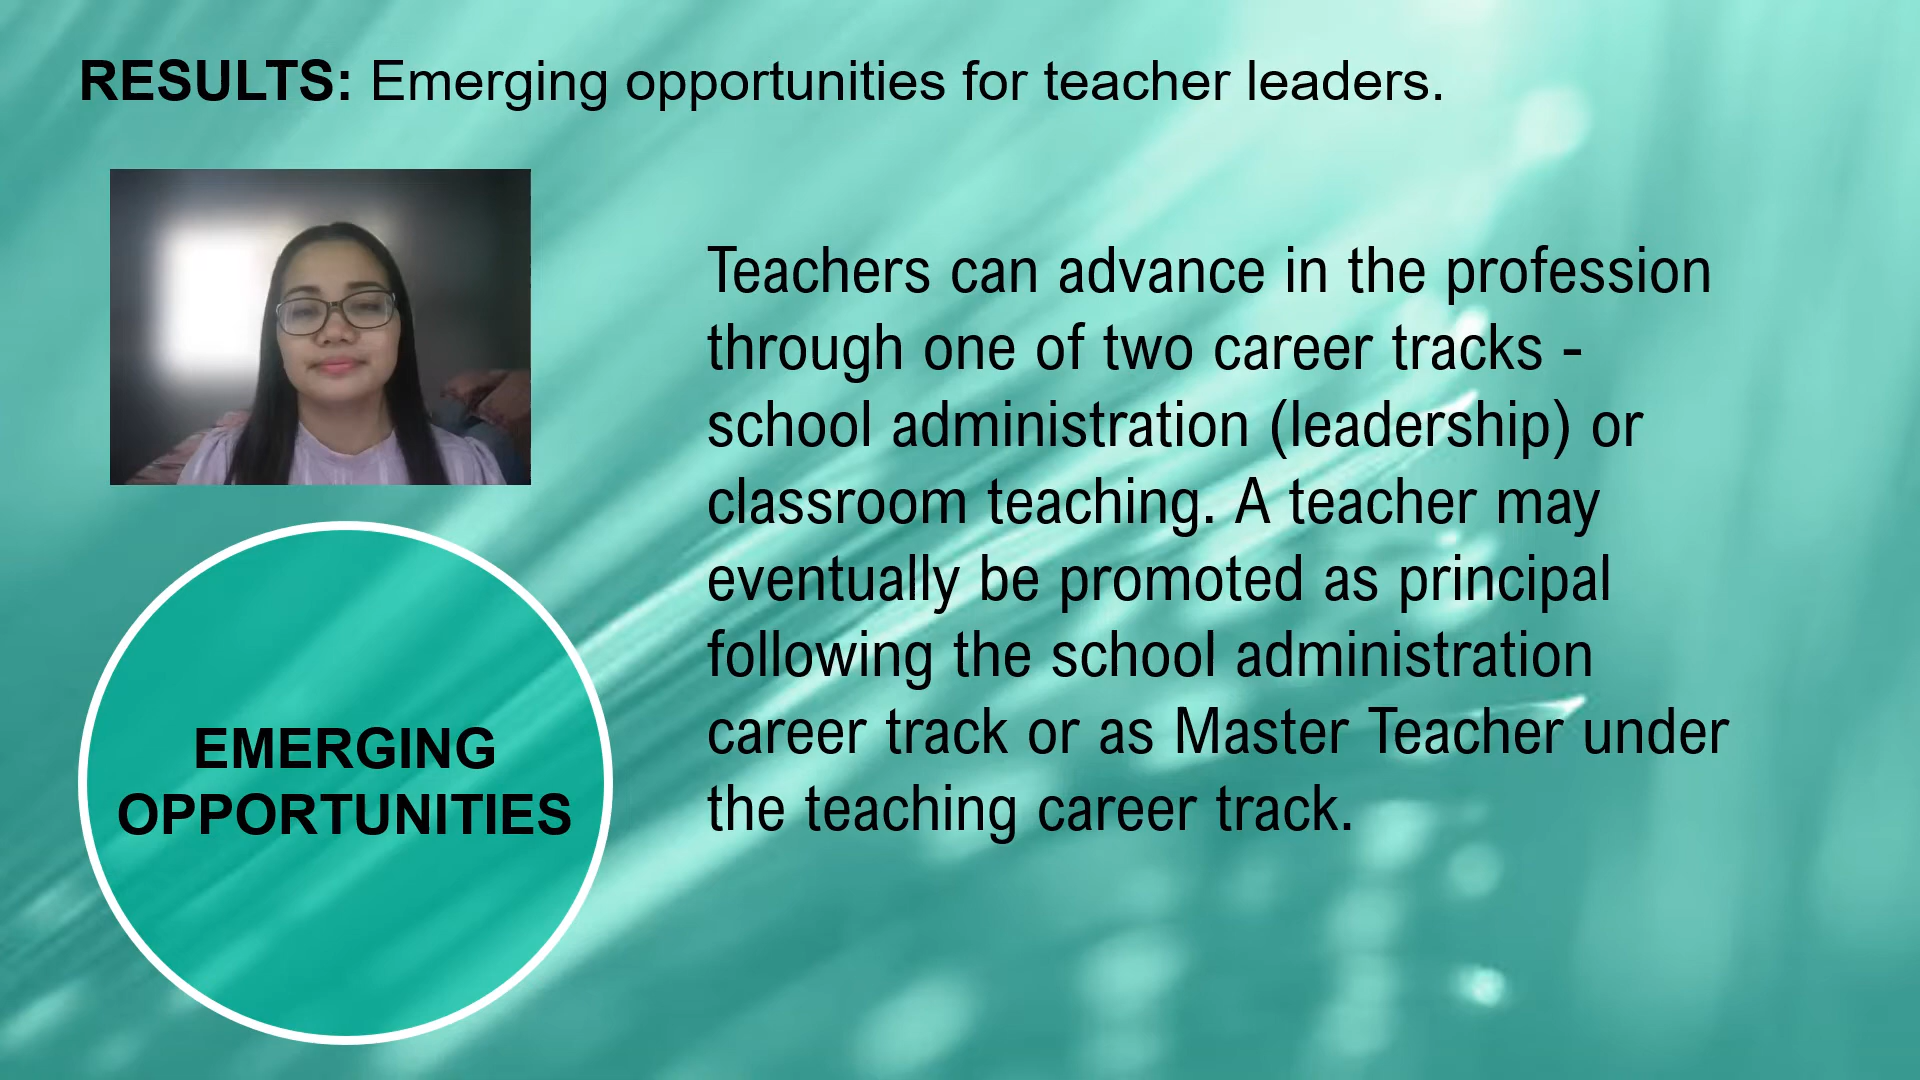 RESULTS: Emerging opportunities for teacher leaders.
EMERGING
OPPORTUNITIES
Teachers can advance in the profession
through one of two career tracks -
school administration (leadership) or
classroom teaching. A teacher may
eventually be promoted as principal
following the school administration
career track or as Master Teacher under
the teaching career track.